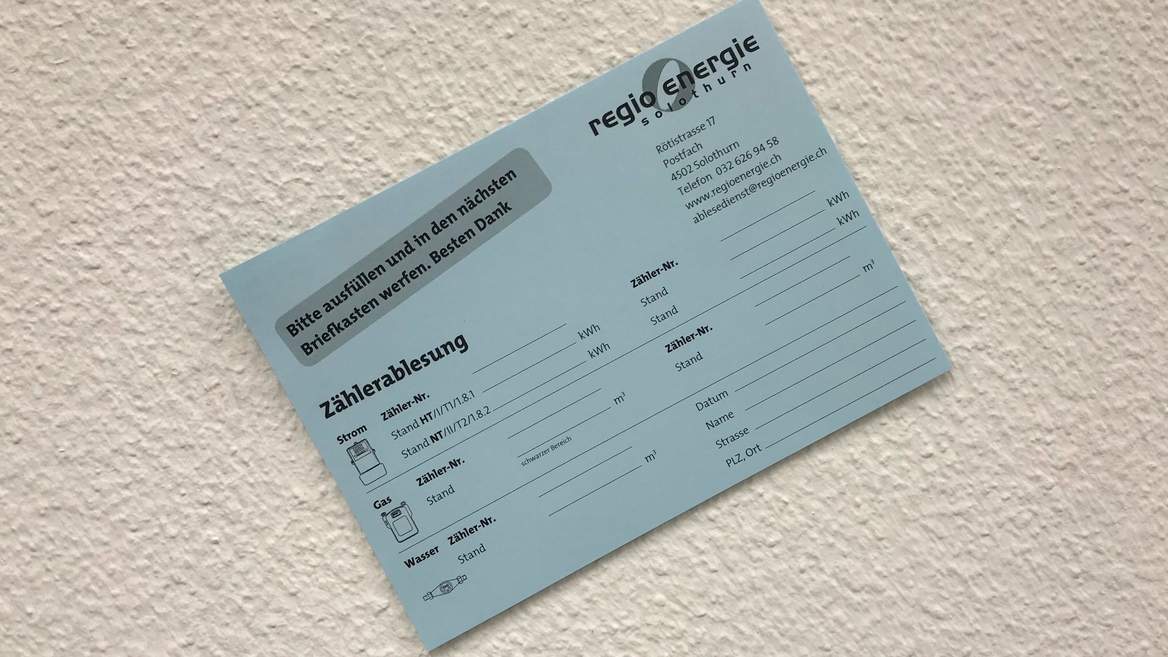 regio energie
solothurn
Rötistrasse 17
Postfach
4502 Solothurn
Telefon 032 626 94 58
www.regioenergie.ch
ablesedienst@regioenergie.ch
Bitte ausfüllen und in den nächsten
Briefkasten werfen. Besten Dank
Zählerablesung
Strom
Zähler-Nr.
Stand HT/I/T1/1.8.1 kWh
Stand NT/II/T2/1.8.2 kWh
Zähler-Nr.
Stand kWh
Stand kWh
Gas
Zähler-Nr.
Stand m³
schwarzer Bereich
Zähler-Nr.
Stand m³
Wasser
Zähler-Nr.
Stand m³
Datum
Name
Strasse
PLZ, Ort